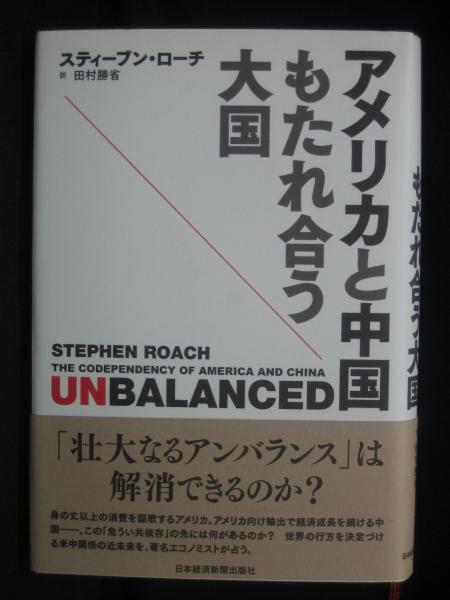 アメリカと中国
もたれ合う
大国
スティーブン・ローチ
訳 田村勝省
STEPHEN ROACH
THE CODEPENDENCY OF AMERICA AND CHINA
UNBALANCED
「壮大なるアンバランス」は
解消できるのか？
身の丈以上の消費を謳歌するアメリカ。アメリカ向け輸出で経済成長を続ける中
国――。この「危うい共依存」の先には何があるのか？ 世界の行方を決定づけ
る米中関係の近未来を、著名エコノミストが占う。
日本経済新聞出版社
もたれ合う大国